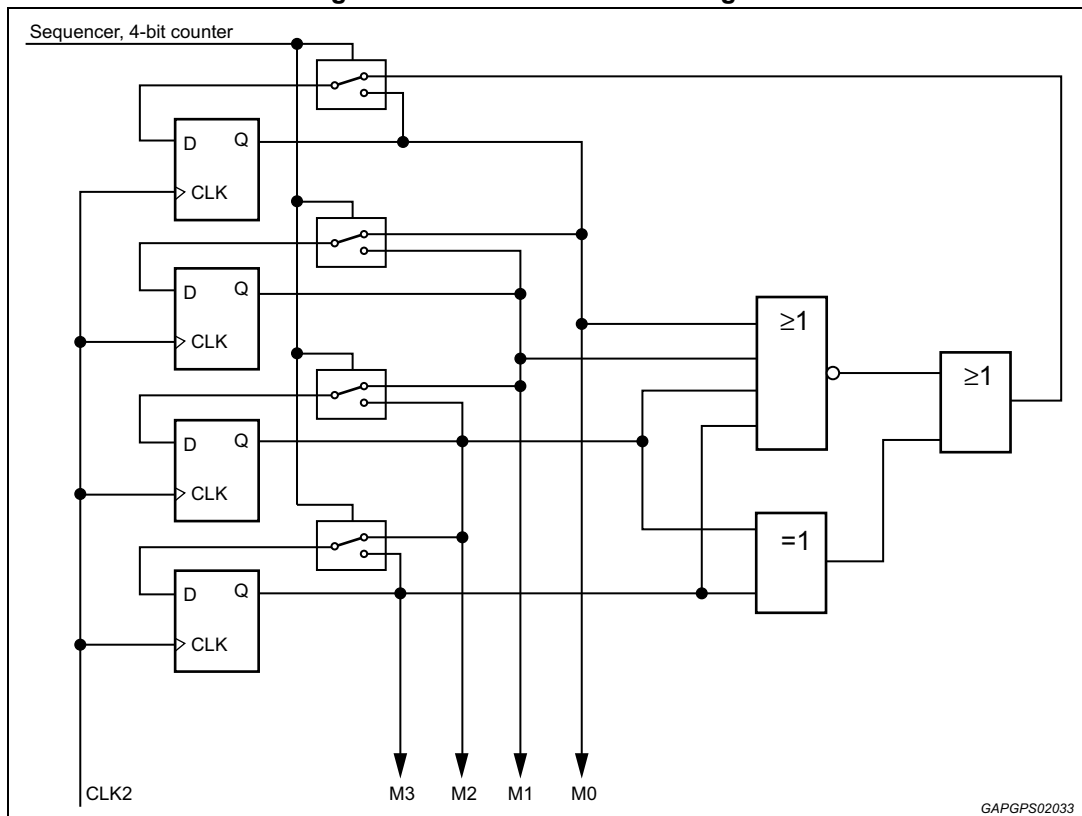 Sequencer, 4-bit counter
D Q
CLK
D Q
CLK
≥1
≥1
D Q
CLK
=1
D Q
CLK
CLK2 M3 M2 M1 M0
GAPGPS02033